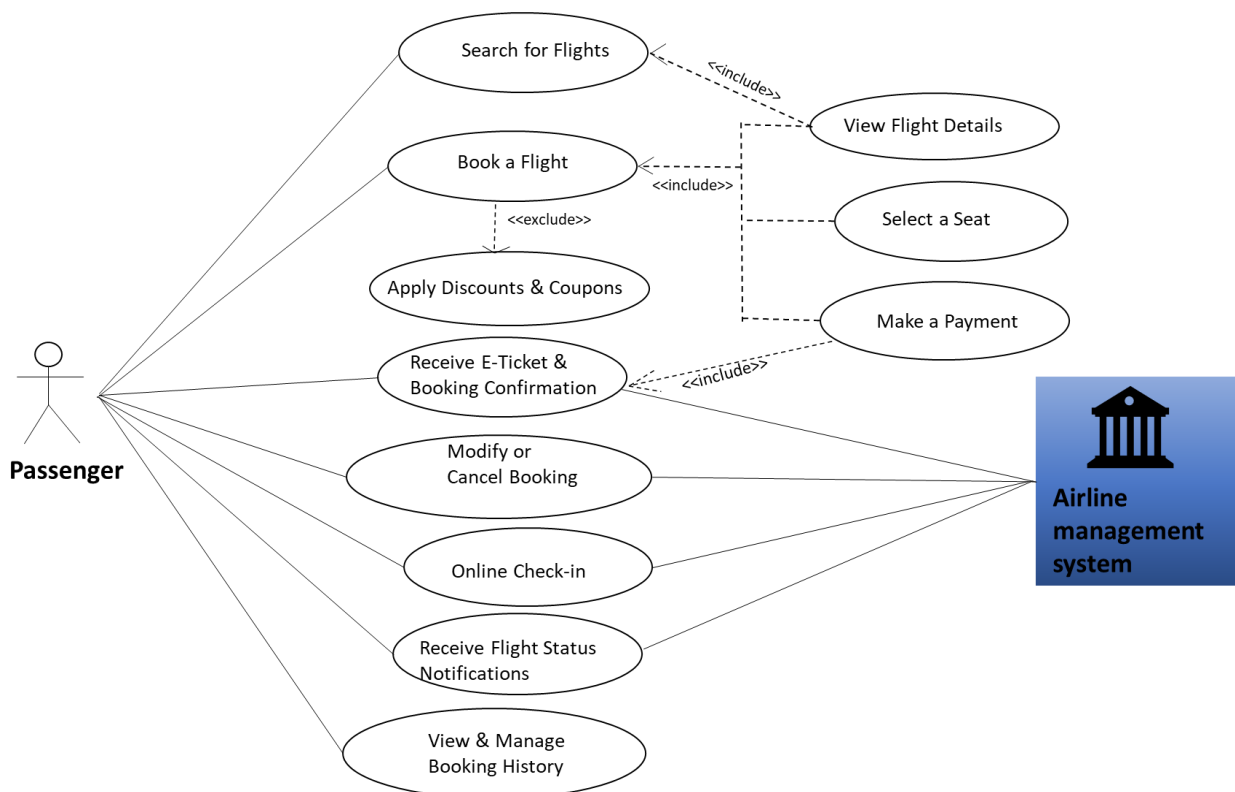 Search for Flights
<<include>>
View Flight Details
Book a Flight
<<include>>
<<exclude>>
Select a Seat
Apply Discounts & Coupons
Make a Payment
Receive E-Ticket &
Booking Confirmation
<<include>>
Passenger
Modify or
Cancel Booking
Airline
management
system
Online Check-in
Receive Flight Status
Notifications
View & Manage
Booking History